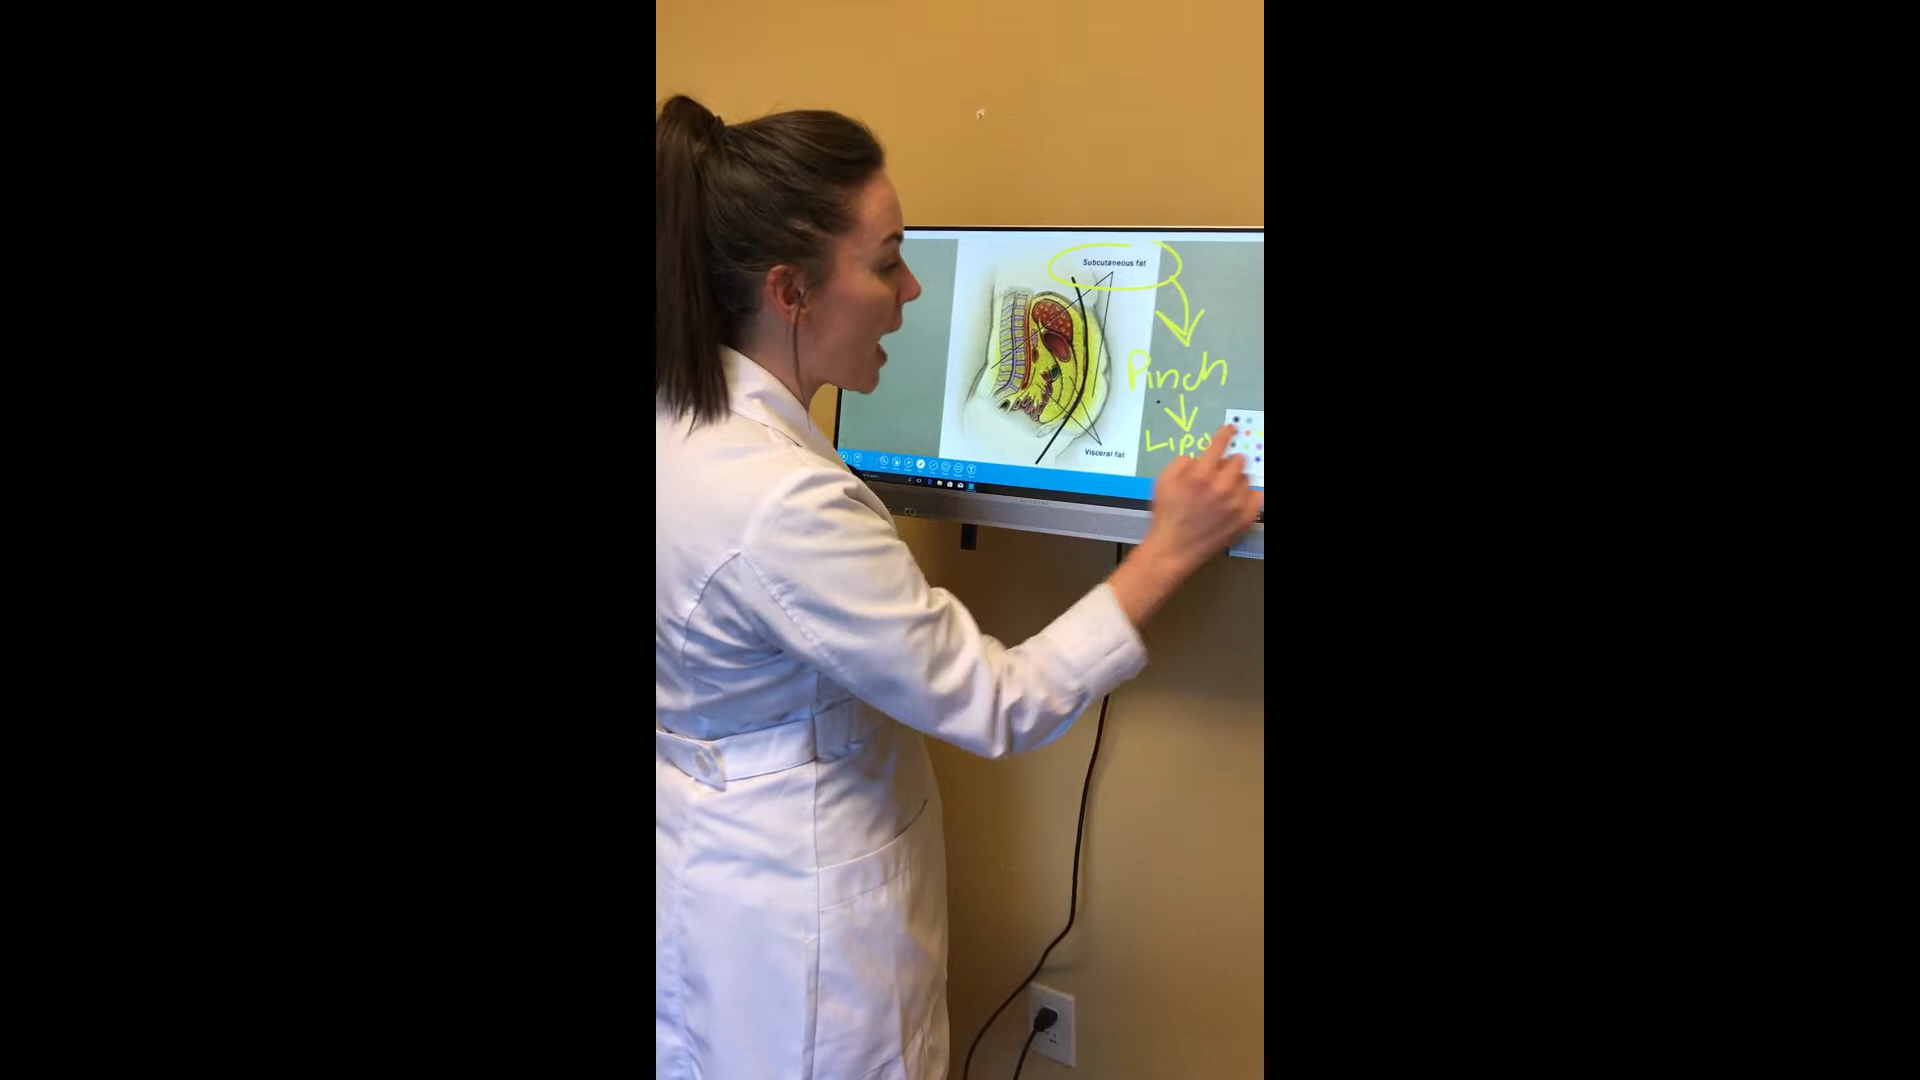 Subcutaneous fat
Pinch
Lipo
Visceral fat